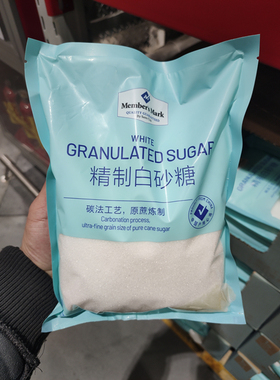 Member's Mark
WHITE
GRANULATED SUGAR
精制白砂糖
碳法工艺，原蔗炼制
Carbonation process,
ultra-fine grain size of pure cane sugar